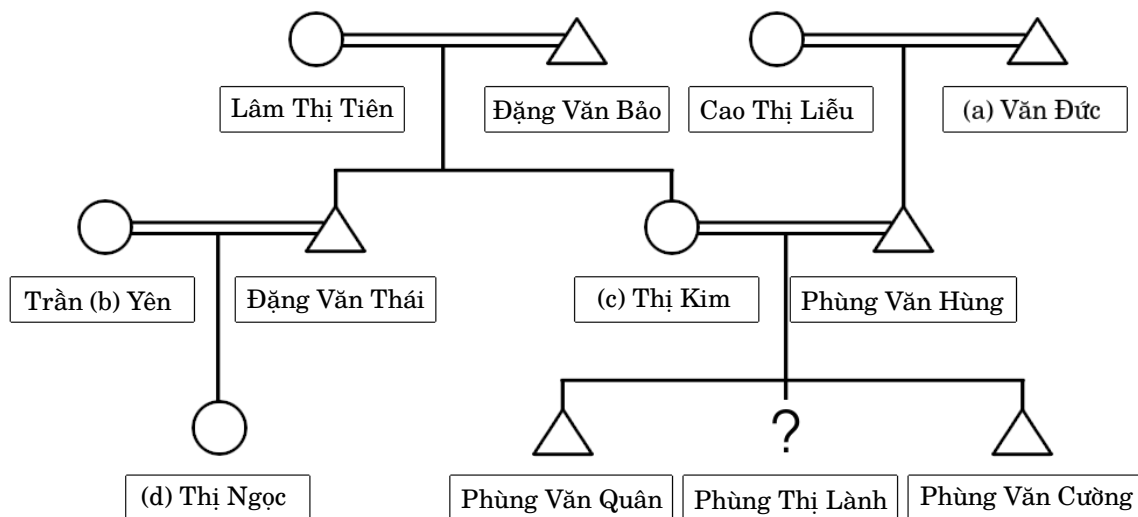 Lâm Thị Tiên
Đặng Văn Bảo
Cao Thị Liễu
(a) Văn Đức
Trần (b) Yên
Đặng Văn Thái
(c) Thị Kim
Phùng Văn Hùng
?
(d) Thị Ngọc
Phùng Văn Quân
Phùng Thị Lành
Phùng Văn Cường